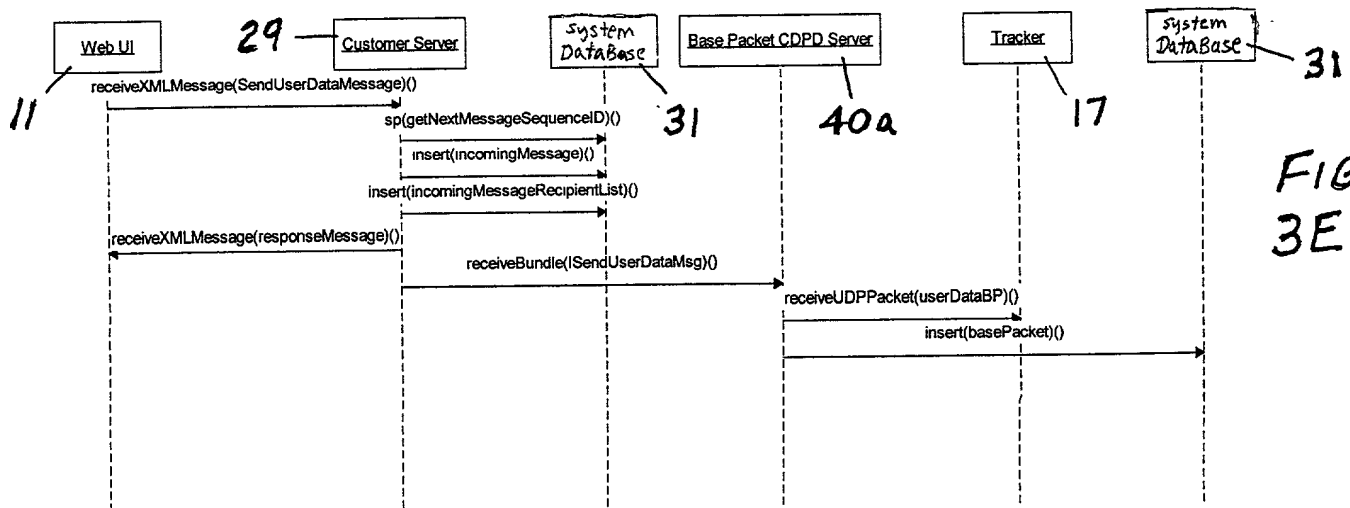 Web UI
29
Customer Server
system
DataBase
Base Packet CDPD Server
Tracker
system
DataBase
11
31
40a
17
31
receiveXMLMessage(SendUserDataMessage)()
sp(getNextMessageSequenceID)()
insert(incomingMessage)()
insert(incomingMessageRecipientList)()
receiveXMLMessage(responseMessage)()
receiveBundle(ISendUserDataMsg)()
receiveUDPPacket(userDataBP)()
insert(basePacket)()
FIG
3E